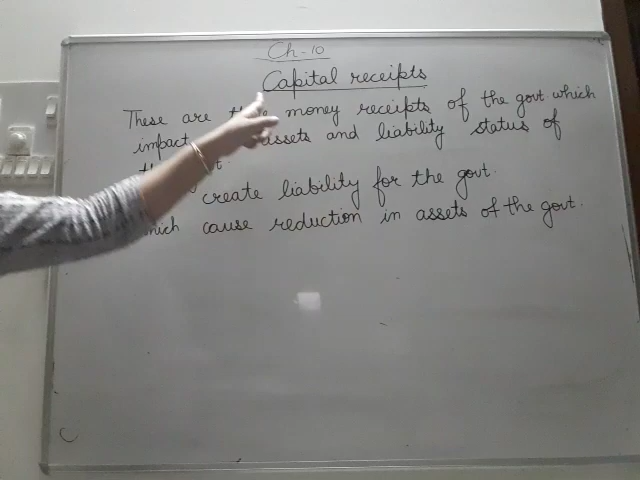 Ch-10
Capital receipts
These are money receipts of the govt which
impact assets and liability status of
create liability for the govt.
which cause reduction in assets of the govt.